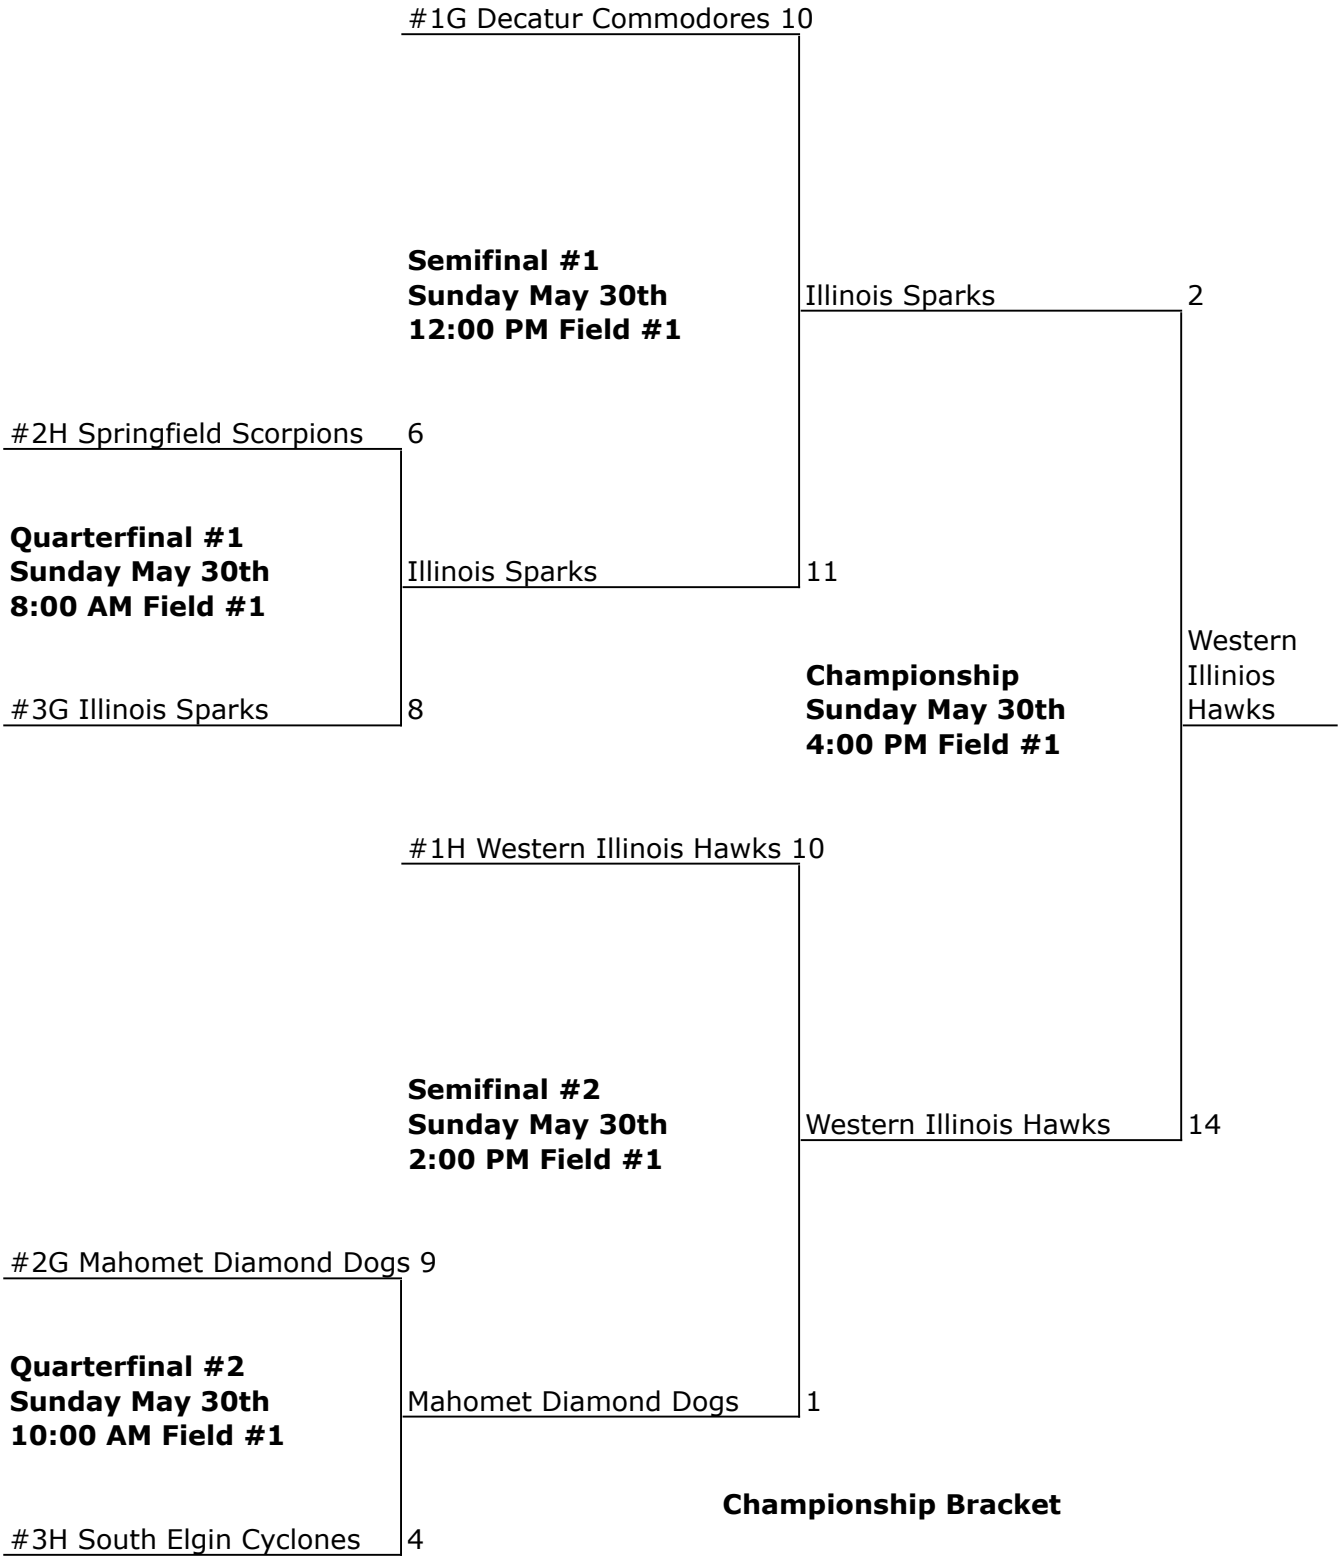 #1G Decatur Commodores 10
Semifinal #1
Sunday May 30th
12:00 PM Field #1
Illinois Sparks 2
#2H Springfield Scorpions 6
Quarterfinal #1
Sunday May 30th
8:00 AM Field #1
Illinois Sparks 11
#3G Illinois Sparks 8
Championship
Sunday May 30th
4:00 PM Field #1
Western
Illinios
Hawks
#1H Western Illinois Hawks 10
Semifinal #2
Sunday May 30th
2:00 PM Field #1
Western Illinois Hawks 14
#2G Mahomet Diamond Dogs 9
Quarterfinal #2
Sunday May 30th
10:00 AM Field #1
Mahomet Diamond Dogs 1
Championship Bracket
#3H South Elgin Cyclones 4